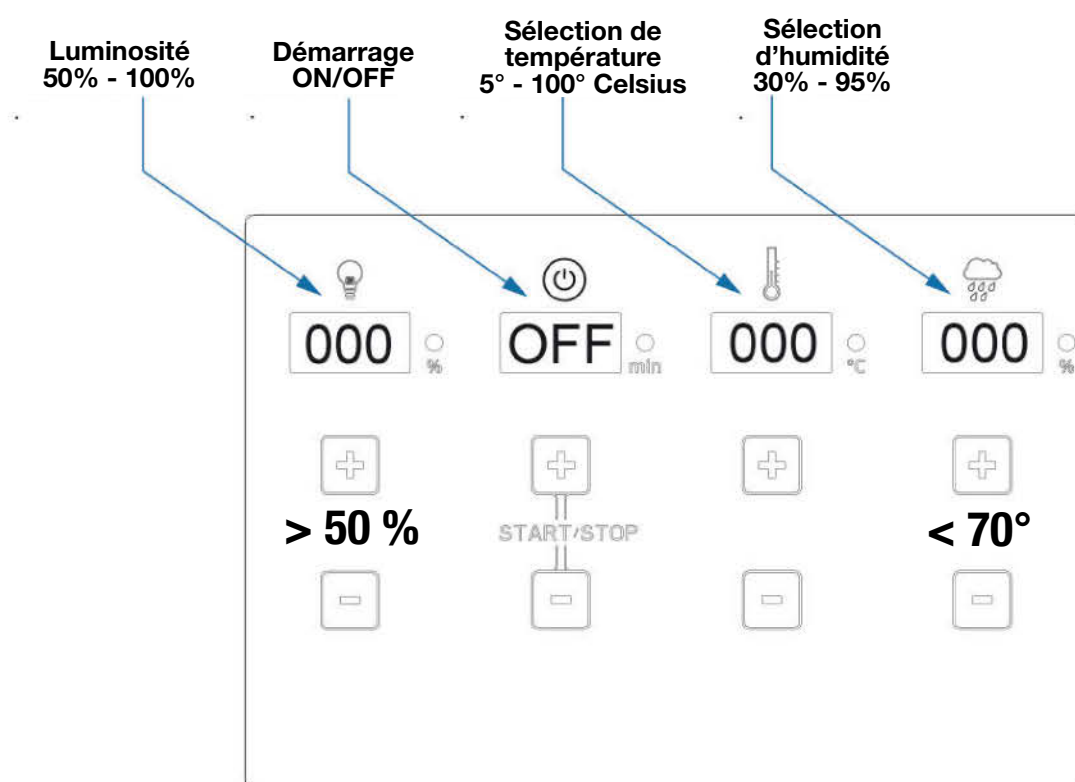 Luminosité
50% - 100%
Démarrage
ON/OFF
Sélection de
température
5° - 100° Celsius
Sélection
d'humidité
30% - 95%
000
%
OFF
min
000
°C
000
%
> 50 %
START/STOP
< 70°